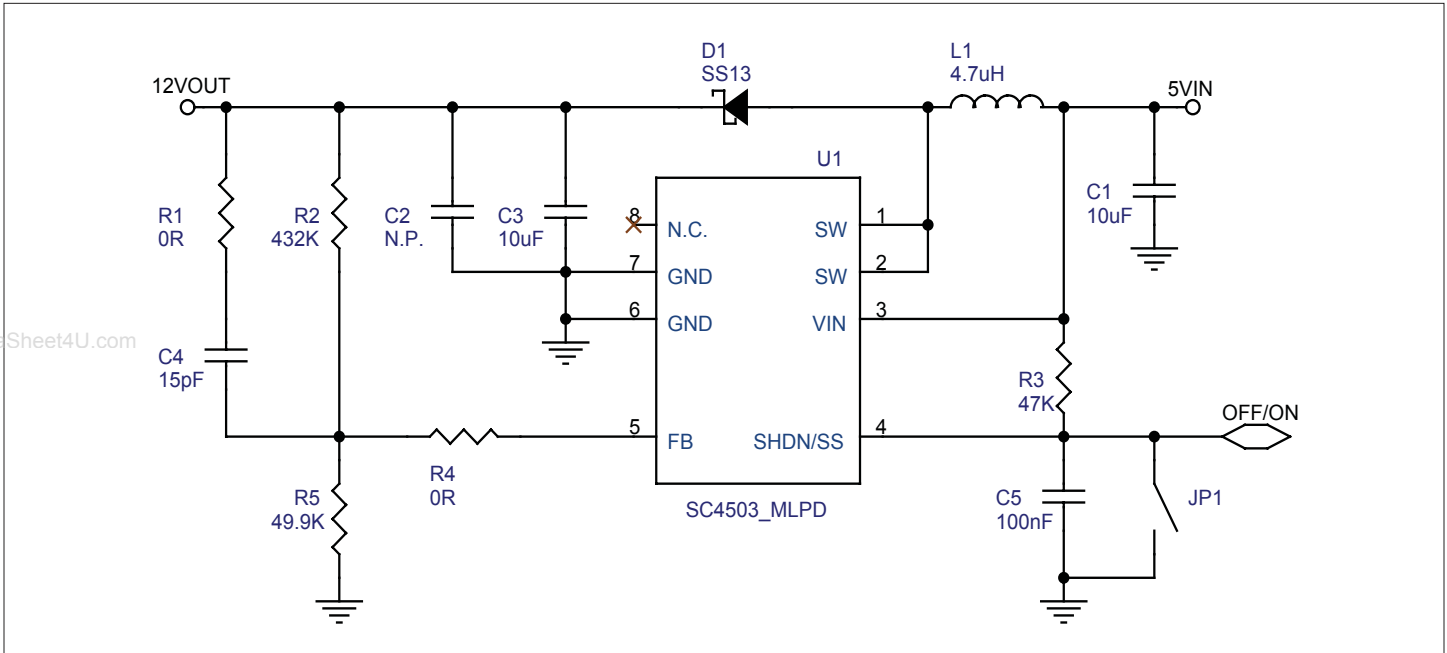 D1
SS13
L1
4.7uH
12VOUT
5VIN
U1
R1
0R
R2
432K
C2
N.P.
C3
10uF
8
N.C.
SW
1
C1
10uF
7
GND
SW
2
6
GND
VIN
3
eSheet4U.com
C4
15pF
R3
47K
OFF/ON
5
FB
SHDN/SS
4
R4
0R
R5
49.9K
SC4503_MLPD
C5
100nF
JP1